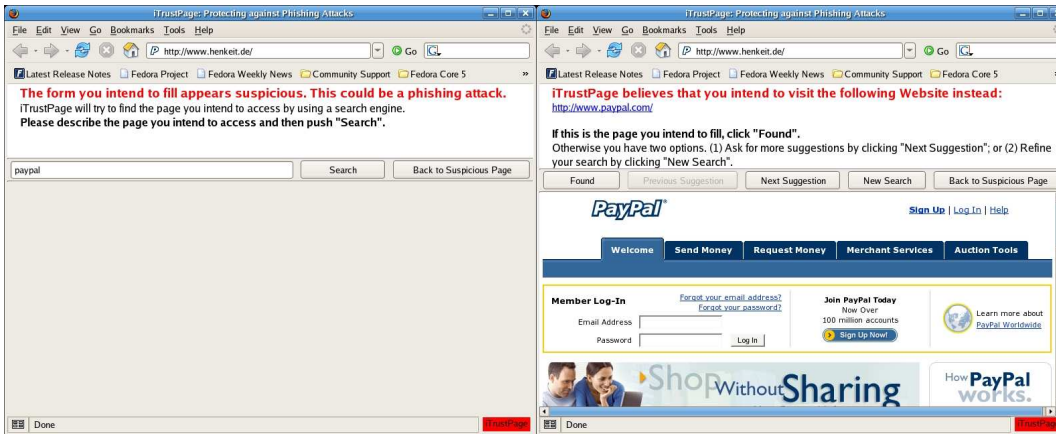 iTrustPage: Protecting against Phishing Attacks
File Edit View Go Bookmarks Tools Help
http://www.henkeit.de/
Go
Latest Release Notes Fedora Project Fedora Weekly News Community Support Fedora Core 5 »
The form you intend to fill appears suspicious. This could be a phishing attack.
iTrustPage will try to find the page you intend to access by using a search engine.
Please describe the page you intend to access and then push "Search".
paypal Search Back to Suspicious Page
Done iTrustPage
iTrustPage: Protecting against Phishing Attacks
File Edit View Go Bookmarks Tools Help
http://www.henkeit.de/
Go
Latest Release Notes Fedora Project Fedora Weekly News Community Support Fedora Core 5 »
iTrustPage believes that you intend to visit the following Website instead:
http://www.paypal.com/
If this is the page you intend to fill, click "Found".
Otherwise you have two options. (1) Ask for more suggestions by clicking "Next Suggestion"; or (2) Refine
your search by clicking "New Search".
Found Previous Suggestion Next Suggestion New Search Back to Suspicious Page
PayPal Sign Up | Log In | Help
Welcome Send Money Request Money Merchant Services Auction Tools
Member Log-In
Forgot your email address?
Forgot your password?
Email Address
Password Log In
Join PayPal Today
Now Over
100 million accounts
Sign Up Now!
Learn more about
PayPal Worldwide
Shop Without Sharing
How PayPal
works.
Done iTrustPage